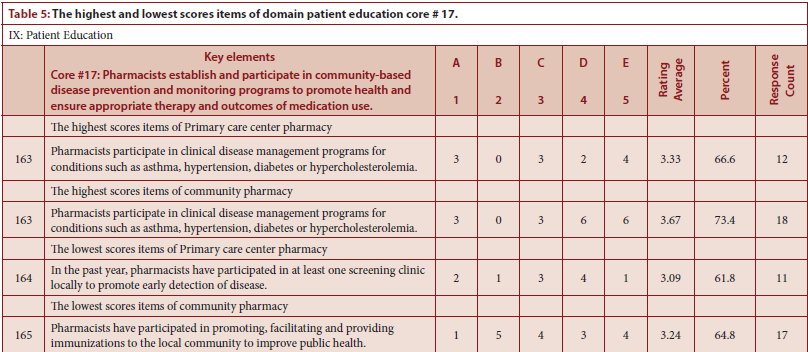 Table 5: The highest and lowest scores items of domain patient education core # 17.
IX: Patient Education
Key elements
Core #17: Pharmacists establish and participate in community-based
disease prevention and monitoring programs to promote health and
ensure appropriate therapy and outcomes of medication use.
A B C D E
1 2 3 4 5
Rating
Average
Percent
Response
Count
The highest scores items of Primary care center pharmacy
163 Pharmacists participate in clinical disease management programs for
conditions such as asthma, hypertension, diabetes or hypercholesterolemia. 3 0 3 2 4 3.33 66.6 12
The highest scores items of community pharmacy
163 Pharmacists participate in clinical disease management programs for
conditions such as asthma, hypertension, diabetes or hypercholesterolemia. 3 0 3 6 6 3.67 73.4 18
The lowest scores items of Primary care center pharmacy
164 In the past year, pharmacists have participated in at least one screening clinic
locally to promote early detection of disease. 2 1 3 4 1 3.09 61.8 11
The lowest scores items of community pharmacy
165 Pharmacists have participated in promoting, facilitating and providing
immunizations to the local community to improve public health. 1 5 4 3 4 3.24 64.8 17